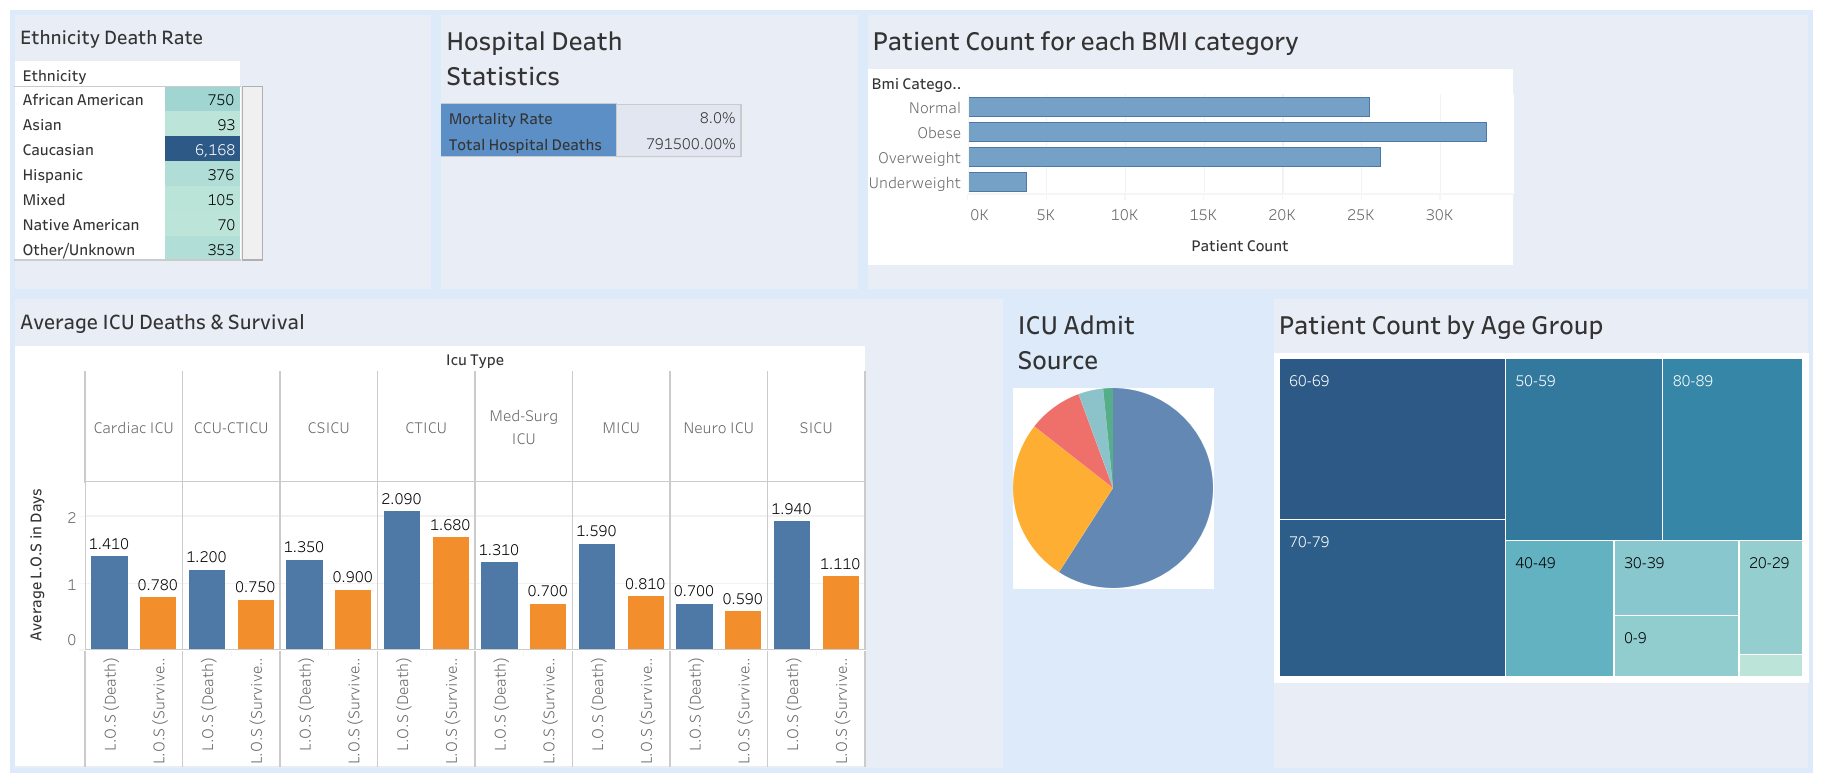 Ethnicity Death Rate
Ethnicity
African American 750
Asian 93
Caucasian 6,168
Hispanic 376
Mixed 105
Native American 70
Other/Unknown 353
Hospital Death
Statistics
Mortality Rate 8.0%
Total Hospital Deaths 791500.00%
Patient Count for each BMI category
Bmi Catego..
Normal
Obese
Overweight
Underweight
0K 5K 10K 15K 20K 25K 30K
Patient Count
Average ICU Deaths & Survival
Icu Type
Cardiac ICU CCU-CTICU CSICU CTICU Med-Surg ICU MICU Neuro ICU SICU
Average L.O.S in Days
2
1
0
1.410 0.780 1.200 0.750 1.350 0.900 2.090 1.680 1.310 0.700 1.590 0.810 0.700 0.590 1.940 1.110
L.O.S (Death) L.O.S (Survive.. L.O.S (Death) L.O.S (Survive.. L.O.S (Death) L.O.S (Survive.. L.O.S (Death) L.O.S (Survive.. L.O.S (Death) L.O.S (Survive.. L.O.S (Death) L.O.S (Survive.. L.O.S (Death) L.O.S (Survive.. L.O.S (Death) L.O.S (Survive..
ICU Admit
Source
Patient Count by Age Group
60-69
50-59
80-89
70-79
40-49
30-39
20-29
0-9